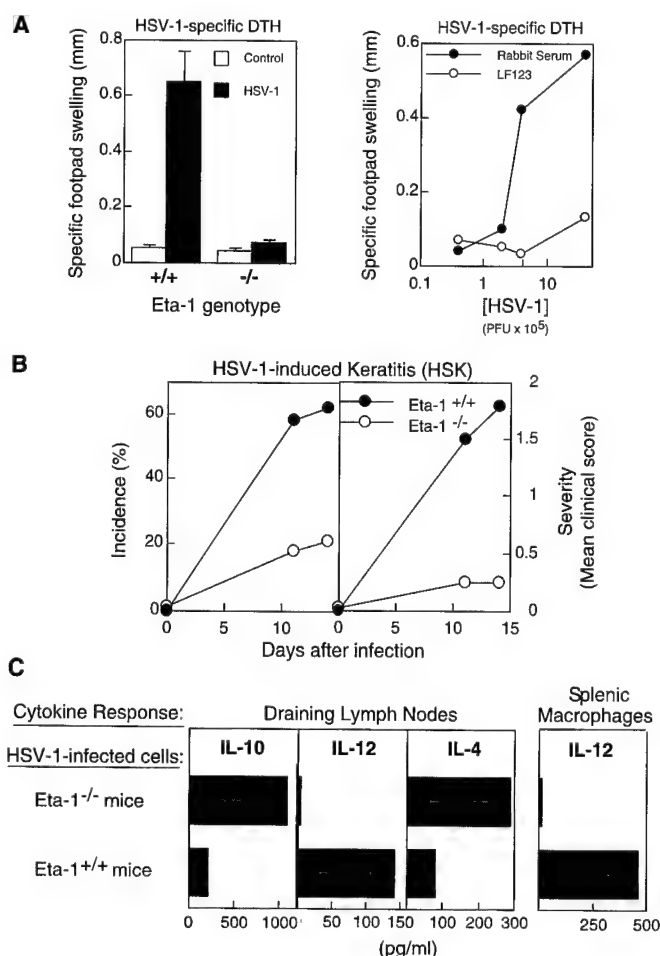 A
HSV-1-specific DTH
Specific footpad swelling (mm)
0.8
0.6
0.4
0.2
0
Control
HSV-1
+/+
-/-
Eta-1 genotype
HSV-1-specific DTH
Specific footpad swelling (mm)
0.6
0.4
0.2
0
Rabbit Serum
LF123
0.1
1
10
[HSV-1]
(PFU x 10⁵)
B
HSV-1-induced Keratitis (HSK)
Incidence (%)
60
40
20
0
Eta-1 +/+
Eta-1 -/-
2
1.5
1
0.5
0
Severity
(Mean clinical score)
0 5 10 15
0 5 10 15
Days after infection
C
Cytokine Response:
Draining Lymph Nodes
Splenic
Macrophages
HSV-1-infected cells:
IL-10
IL-12
IL-4
IL-12
Eta-1-/- mice
Eta-1+/+ mice
0 500 1000
50 100 150
100 200 300
250 500
(pg/ml)